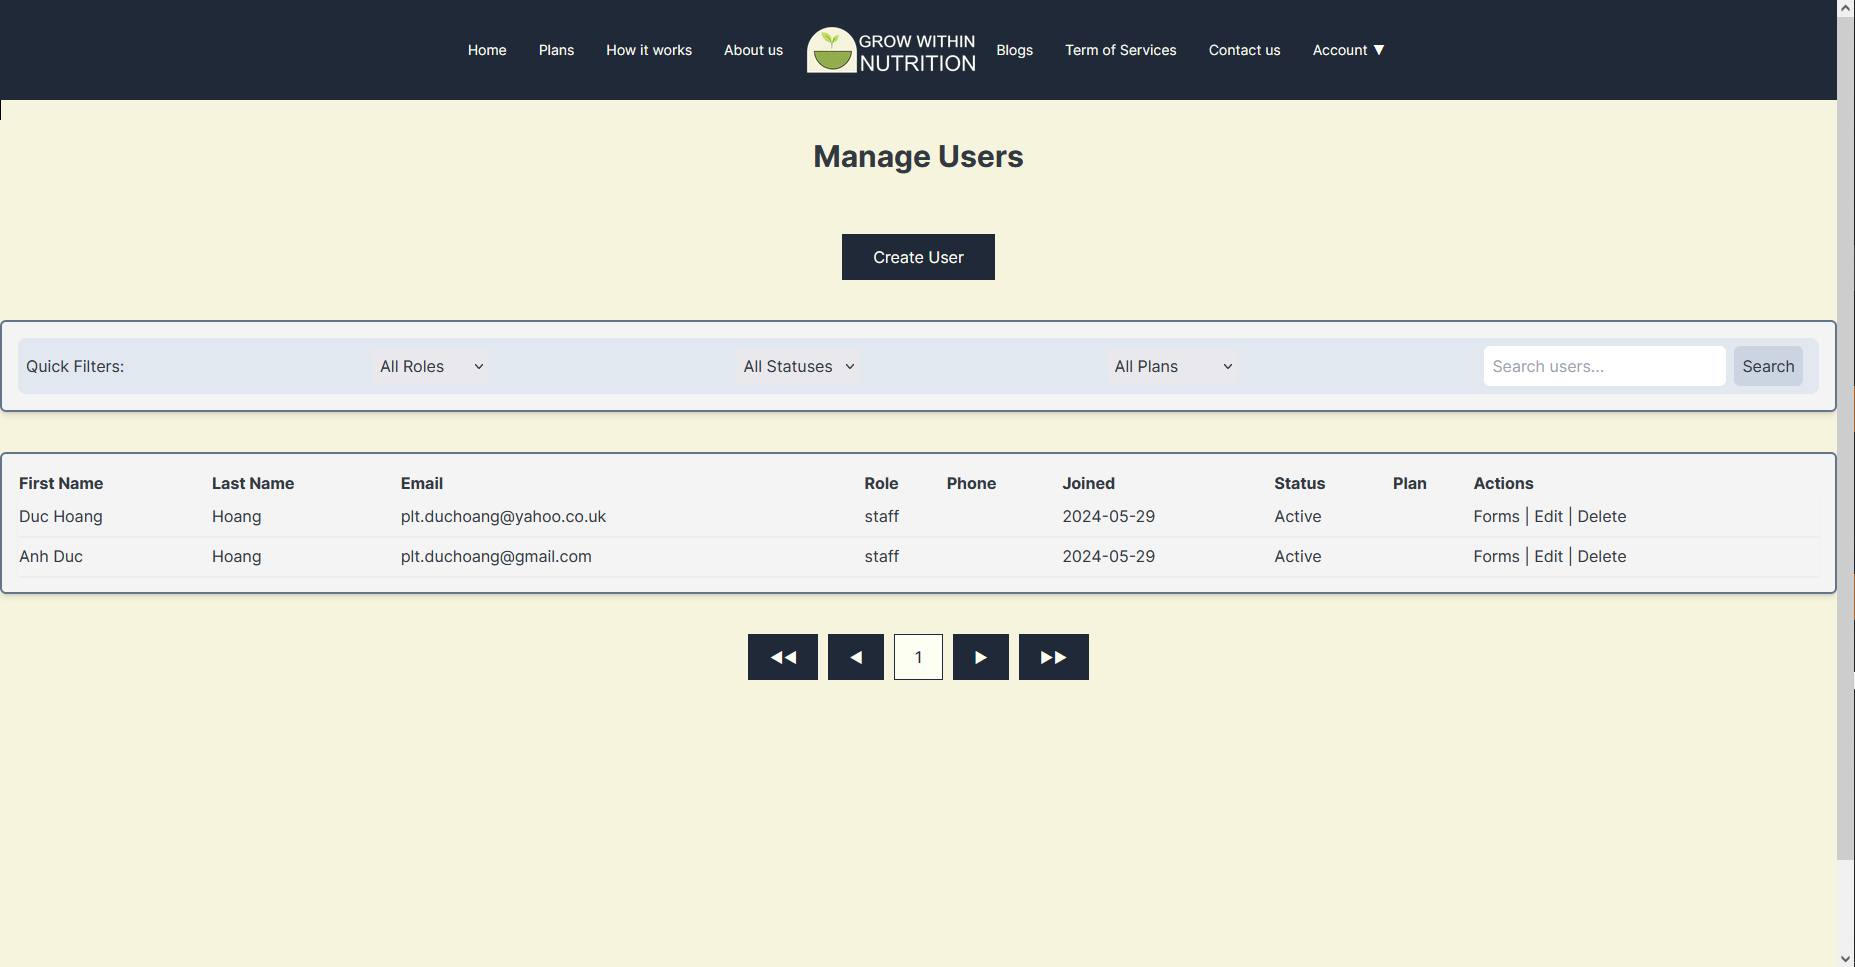 Home Plans How it works About us GROW WITHIN NUTRITION Blogs Term of Services Contact us Account ▼
Manage Users
Create User
Quick Filters: All Roles All Statuses All Plans Search users... Search
First Name Last Name Email Role Phone Joined Status Plan Actions
Duc Hoang Hoang plt.duchoang@yahoo.co.uk staff 2024-05-29 Active Forms | Edit | Delete
Anh Duc Hoang plt.duchoang@gmail.com staff 2024-05-29 Active Forms | Edit | Delete
◀◀ ◀ 1 ▶ ▶▶